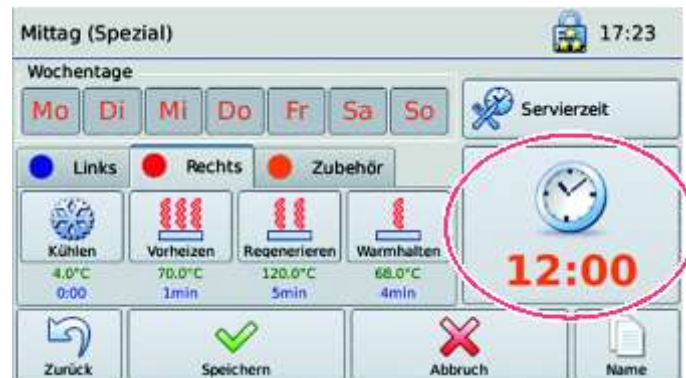 Mittag (Spezial) 17:23
Wochentage
Mo Di Mi Do Fr Sa So
Servierzeit
Links Rechts Zubehör
Kühlen Vorheizen Regenerieren Warmhalten
4.0°C 70.0°C 120.0°C 68.0°C
0:00 1min 5min 4min
12:00
Zurück Speichern Abbruch Name